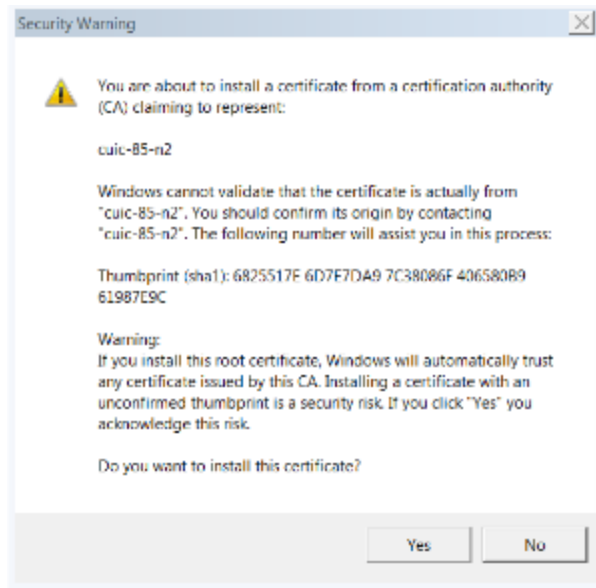 Security Warning
You are about to install a certificate from a certification authority
(CA) claiming to represent:
cuic-85-n2
Windows cannot validate that the certificate is actually from
"cuic-85-n2". You should confirm its origin by contacting
"cuic-85-n2". The following number will assist you in this process:
Thumbprint (sha1): 6825517E 6D7E7DA9 7C38086F 406580B9
61987E9C
Warning:
If you install this root certificate, Windows will automatically trust
any certificate issued by this CA. Installing a certificate with an
unconfirmed thumbprint is a security risk. If you click "Yes" you
acknowledge this risk.
Do you want to install this certificate?
Yes
No